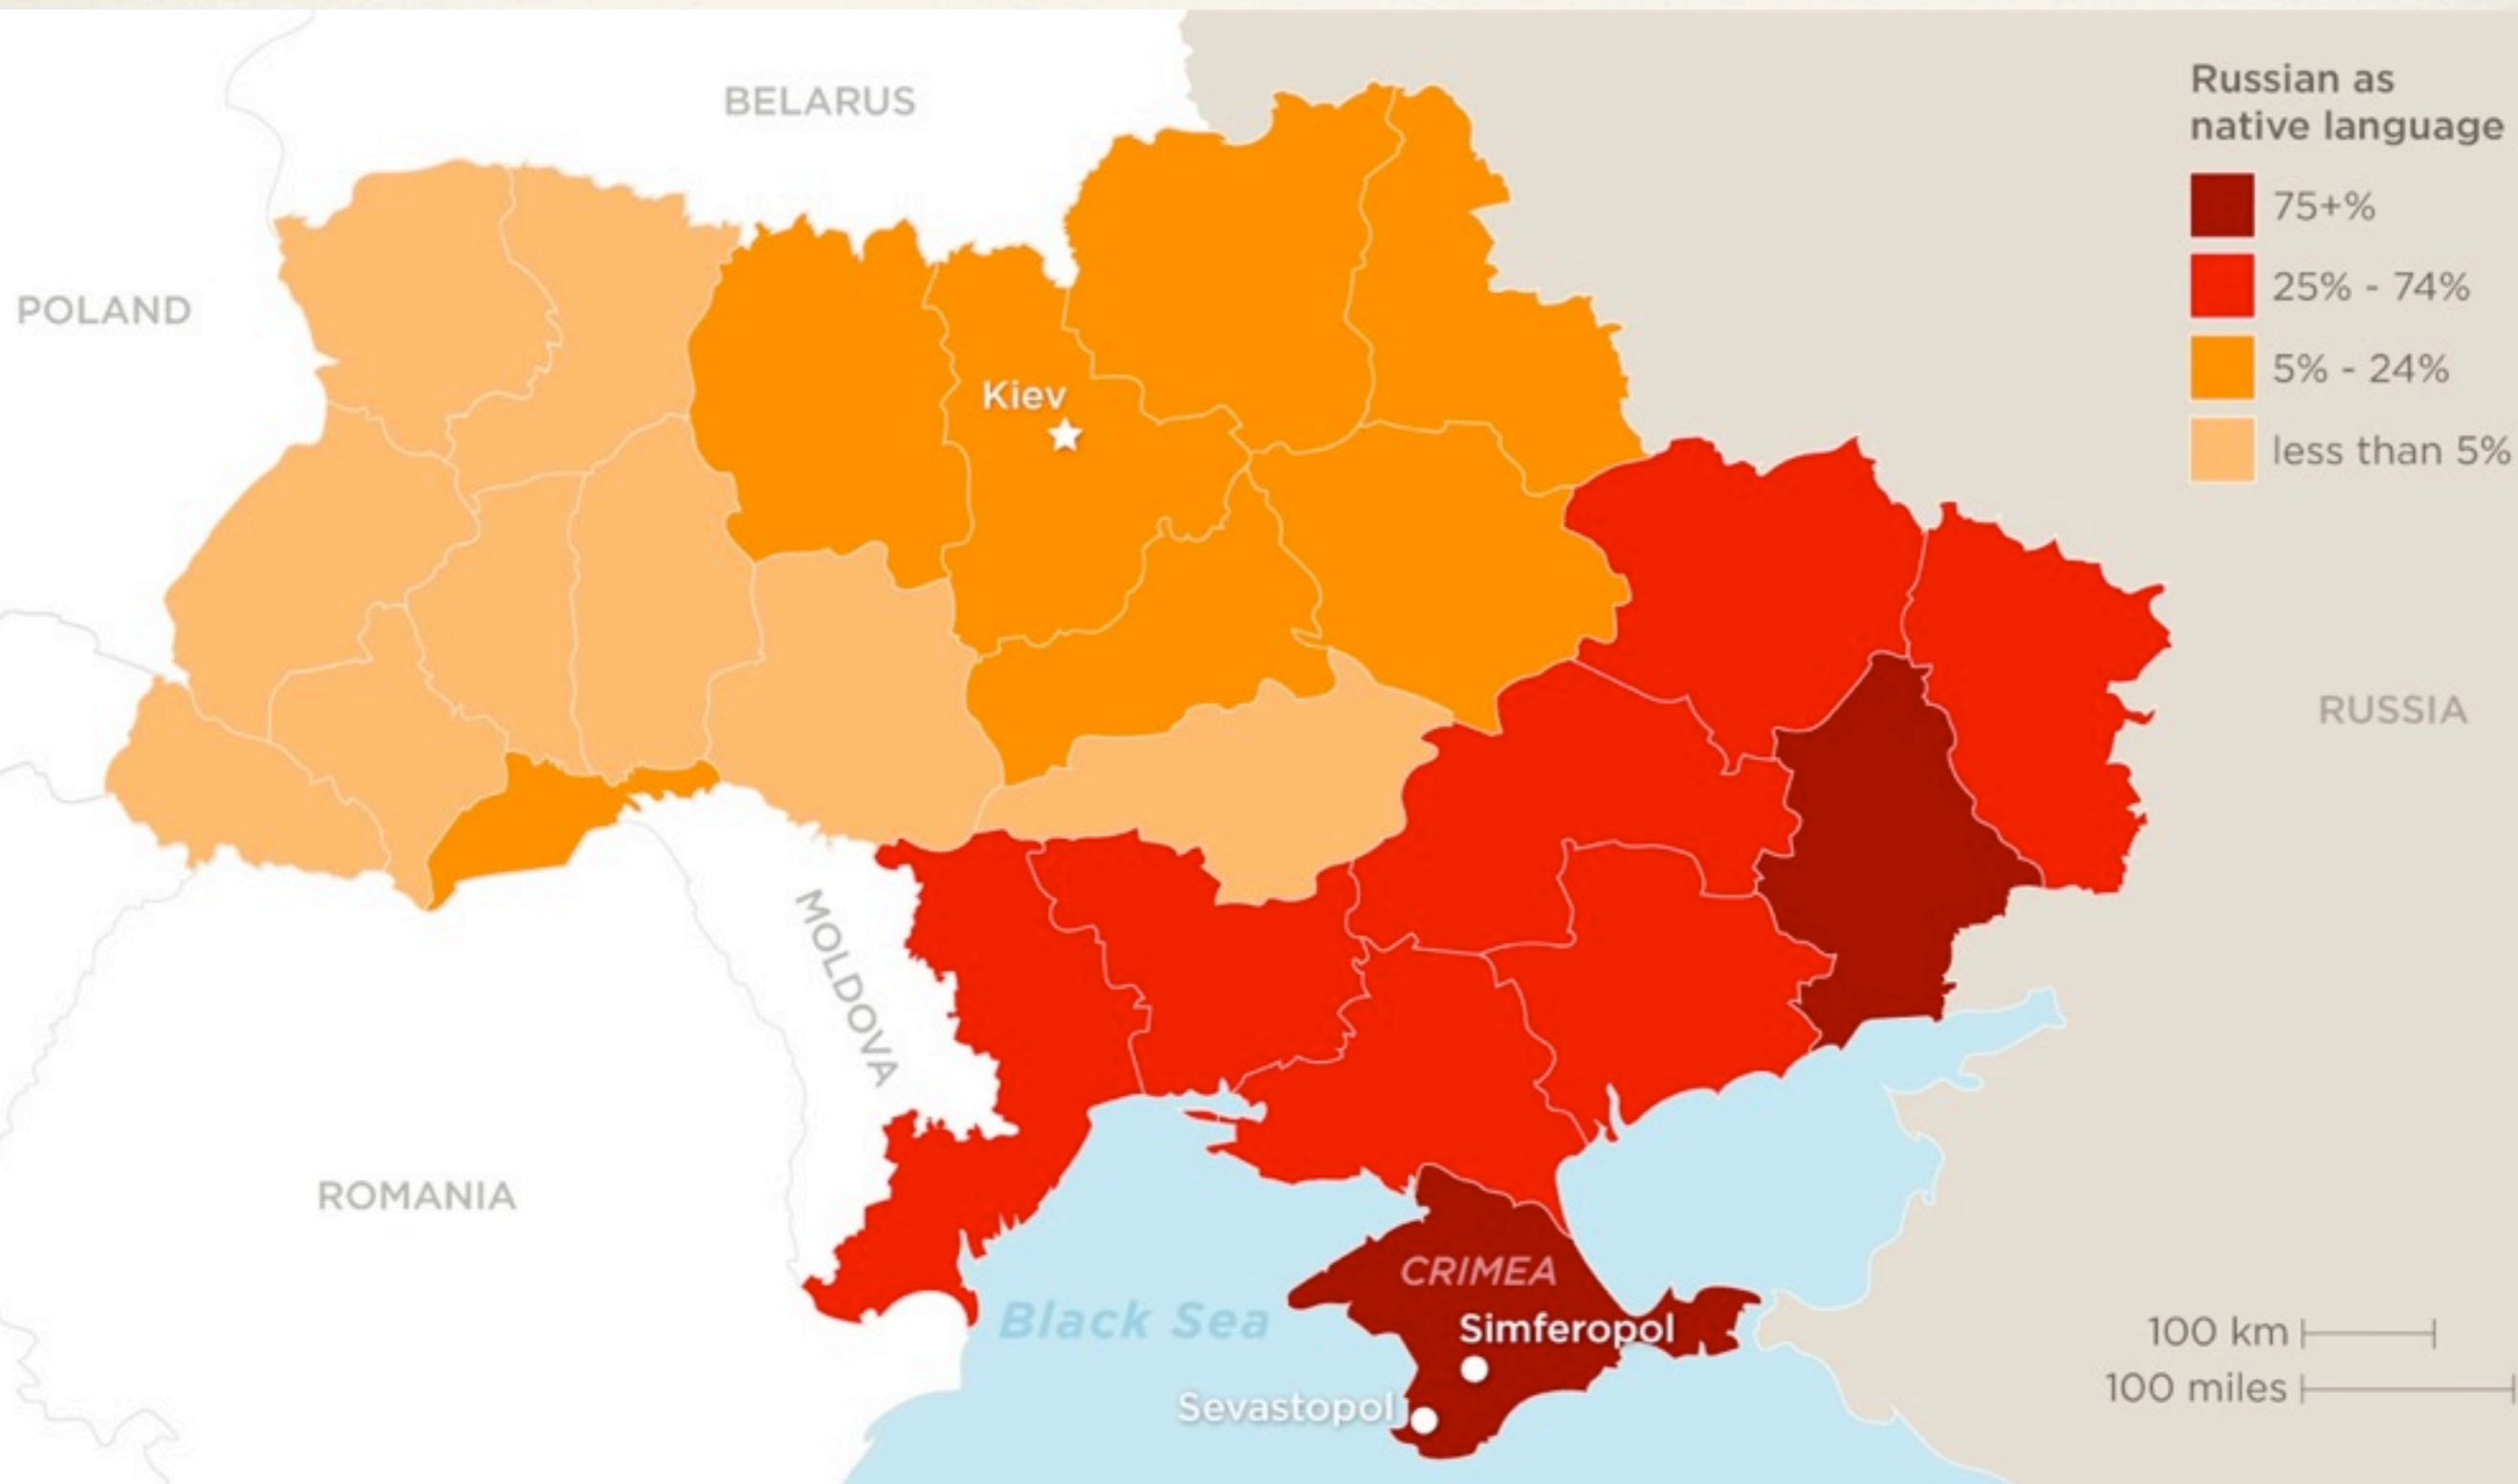 BELARUS
Russian as
native language
75+%
25% - 74%
5% - 24%
less than 5%
POLAND
Kiev
RUSSIA
MOLDOVA
ROMANIA
CRIMEA
Black Sea
Simferopol
Sevastopol
100 km
100 miles